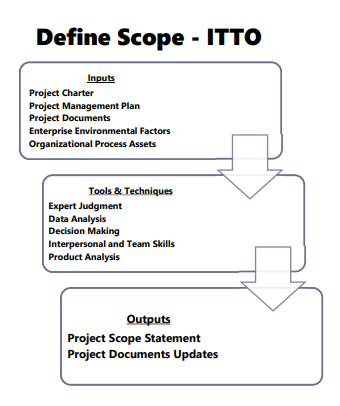 Define Scope - ITTO
Inputs
Project Charter
Project Management Plan
Project Documents
Enterprise Environmental Factors
Organizational Process Assets
Tools & Techniques
Expert Judgment
Data Analysis
Decision Making
Interpersonal and Team Skills
Product Analysis
Outputs
Project Scope Statement
Project Documents Updates